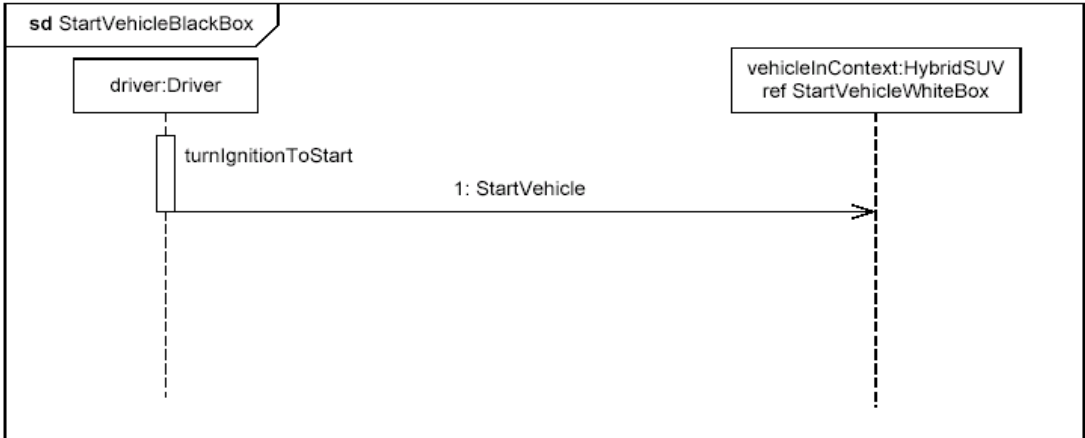 sd StartVehicleBlackBox
driver:Driver
vehicleInContext:HybridSUV
ref StartVehicleWhiteBox
turnIgnitionToStart
1: StartVehicle